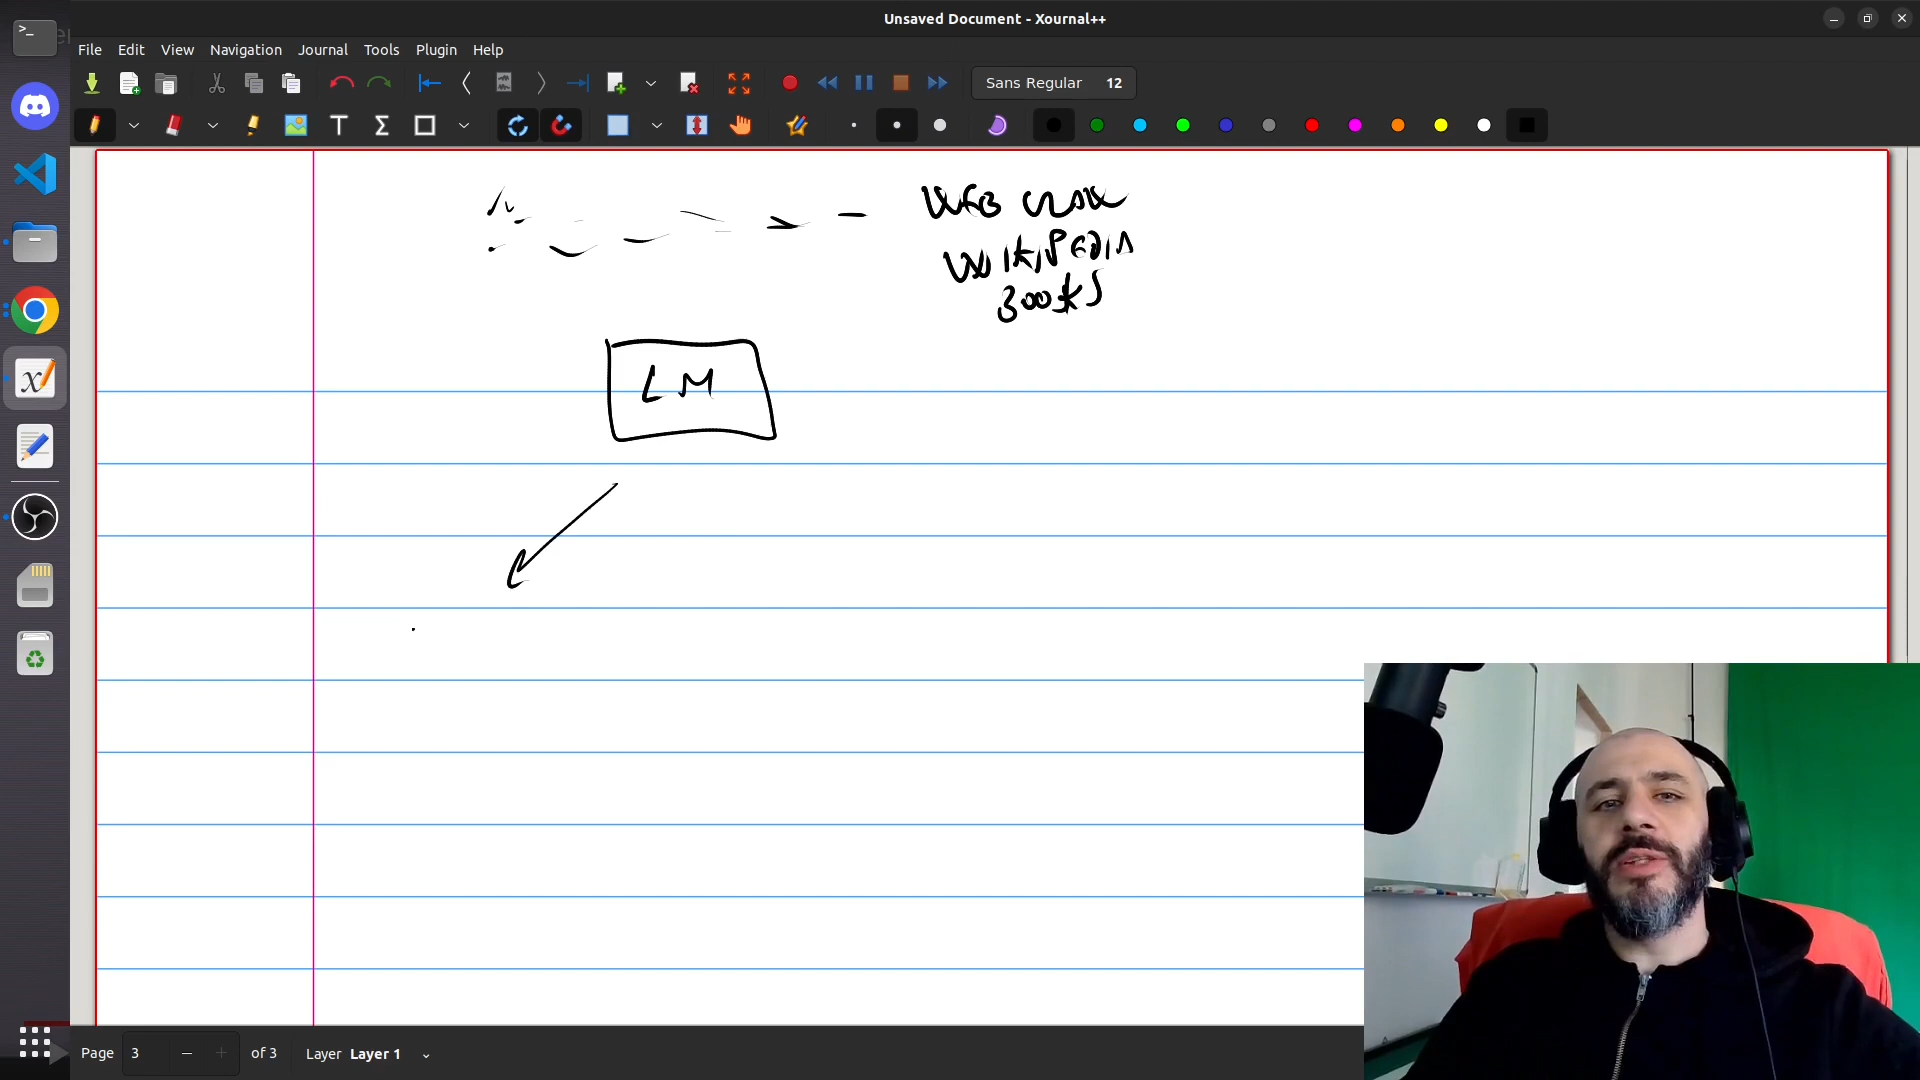 Unsaved Document - Xournal++
File Edit View Navigation Journal Tools Plugin Help
Sans Regular 12
WEB
WIKIPEDIA
BOOKS
LM
Page 3 of 3 Layer Layer 1